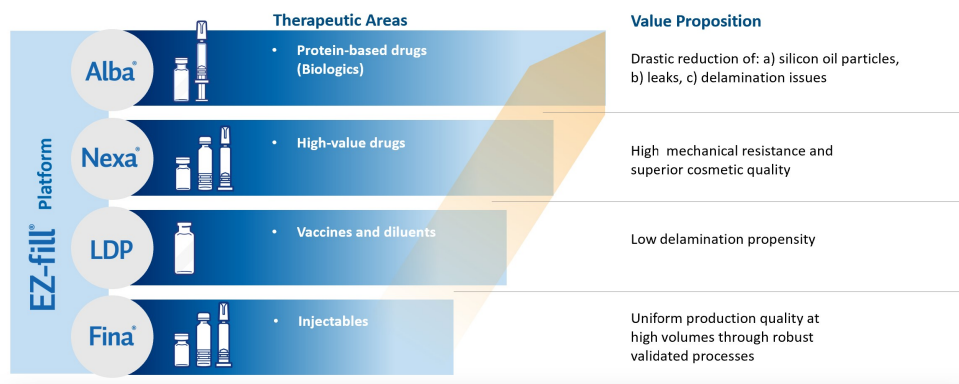 Therapeutic Areas
Value Proposition
EZ-fill® Platform
Alba®
• Protein-based drugs
(Biologics)
Drastic reduction of: a) silicon oil particles,
b) leaks, c) delamination issues
Nexa®
• High-value drugs
High mechanical resistance and
superior cosmetic quality
LDP
• Vaccines and diluents
Low delamination propensity
Fina®
• Injectables
Uniform production quality at
high volumes through robust
validated processes